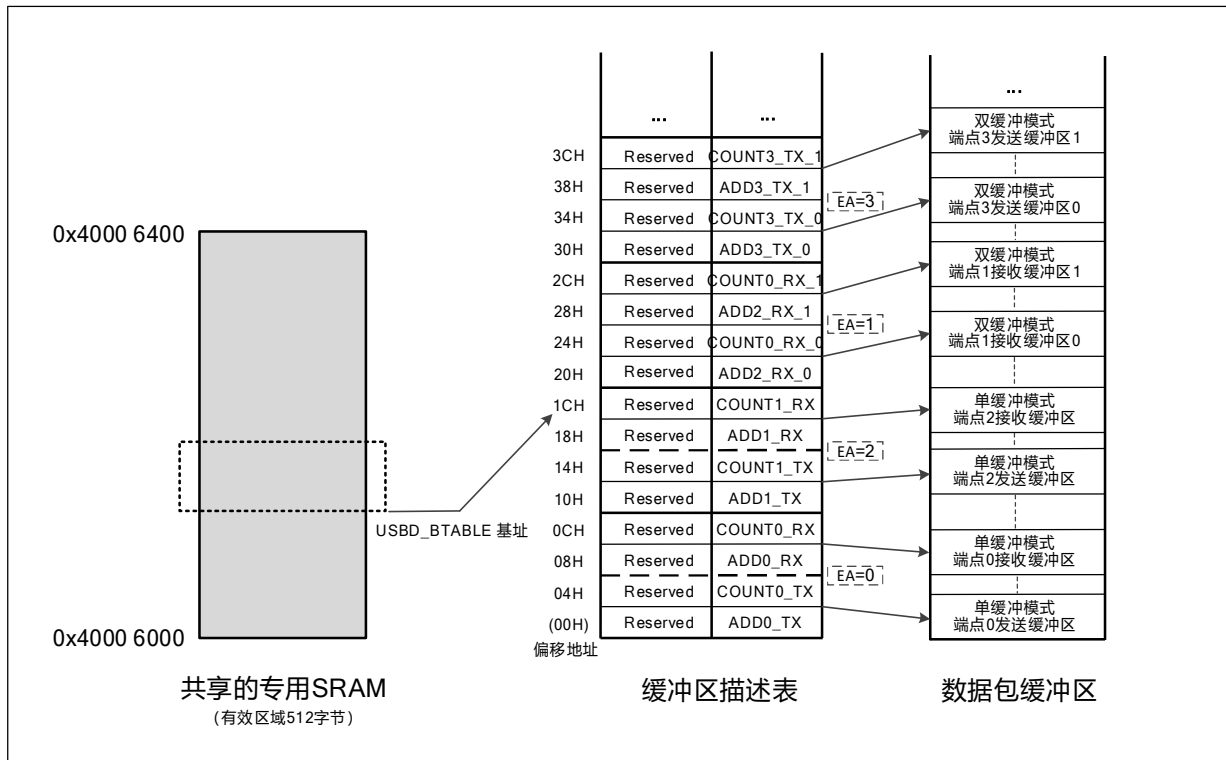 0x4000 6400
0x4000 6000
共享的专用SRAM
(有效区域512字节)
USBD_BTABLE 基址
... ...
3CH Reserved COUNT3_TX_1
38H Reserved ADD3_TX_1
34H Reserved COUNT3_TX_0
30H Reserved ADD3_TX_0
2CH Reserved COUNT0_RX_1
28H Reserved ADD2_RX_1
24H Reserved COUNT0_RX_0
20H Reserved ADD2_RX_0
1CH Reserved COUNT1_RX
18H Reserved ADD1_RX
14H Reserved COUNT1_TX
10H Reserved ADD1_TX
0CH Reserved COUNT0_RX
08H Reserved ADD0_RX
04H Reserved COUNT0_TX
(00H) Reserved ADD0_TX
偏移地址
缓冲区描述表
EA=3
EA=1
EA=2
EA=0
...
双缓冲模式
端点3发送缓冲区1
双缓冲模式
端点3发送缓冲区0
双缓冲模式
端点1接收缓冲区1
双缓冲模式
端点1接收缓冲区0
单缓冲模式
端点2接收缓冲区
单缓冲模式
端点2发送缓冲区
单缓冲模式
端点0接收缓冲区
单缓冲模式
端点0发送缓冲区
数据包缓冲区